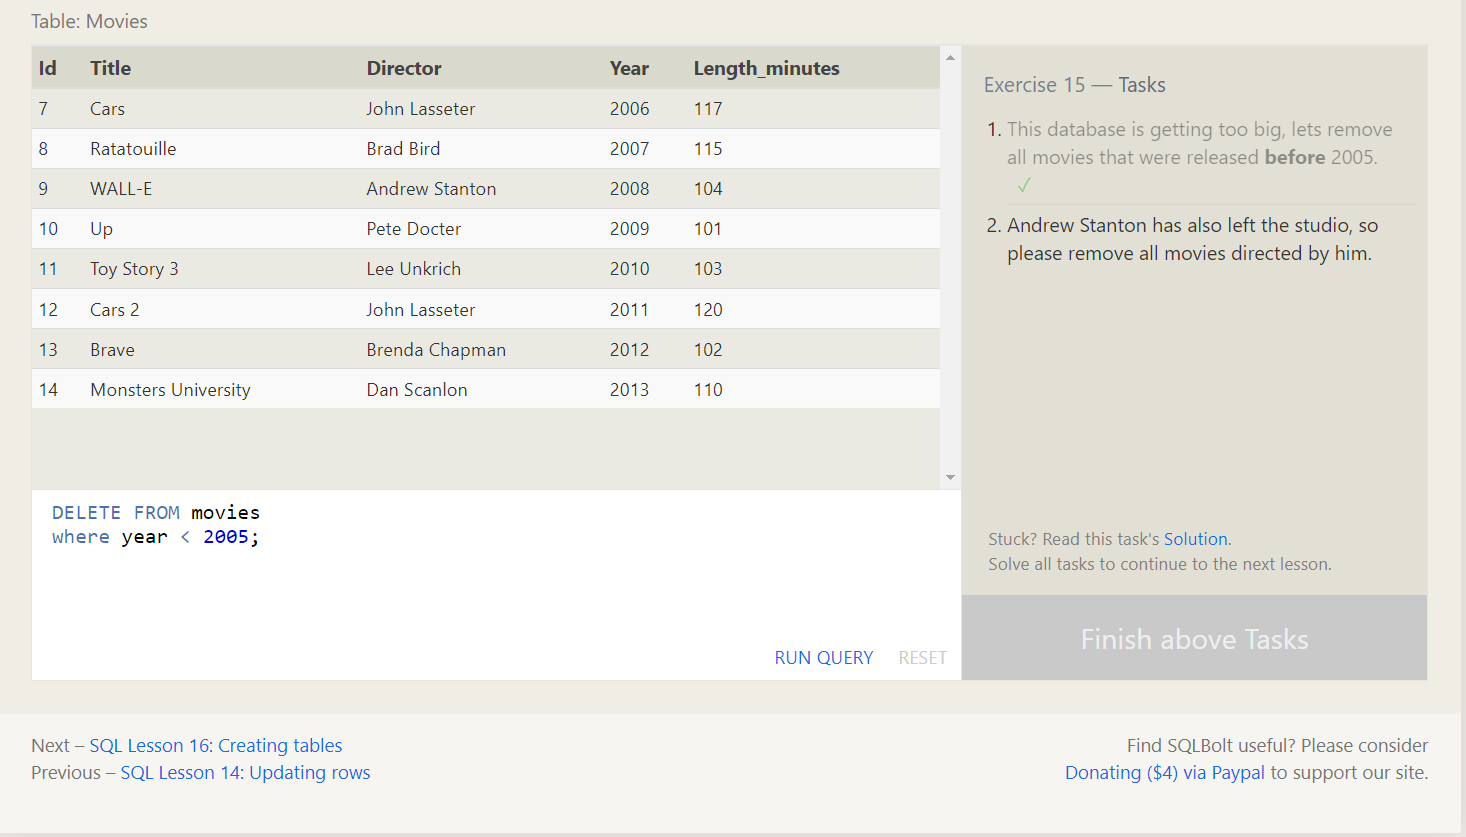 Table: Movies
Id Title Director Year Length_minutes
7 Cars John Lasseter 2006 117
8 Ratatouille Brad Bird 2007 115
9 WALL-E Andrew Stanton 2008 104
10 Up Pete Docter 2009 101
11 Toy Story 3 Lee Unkrich 2010 103
12 Cars 2 John Lasseter 2011 120
13 Brave Brenda Chapman 2012 102
14 Monsters University Dan Scanlon 2013 110
DELETE FROM movies
where year < 2005;
RUN QUERY RESET
Exercise 15 — Tasks
1. This database is getting too big, lets remove
all movies that were released before 2005.
✓
2. Andrew Stanton has also left the studio, so
please remove all movies directed by him.
Stuck? Read this task's Solution.
Solve all tasks to continue to the next lesson.
Finish above Tasks
Next – SQL Lesson 16: Creating tables
Previous – SQL Lesson 14: Updating rows
Find SQLBolt useful? Please consider
Donating ($4) via Paypal to support our site.